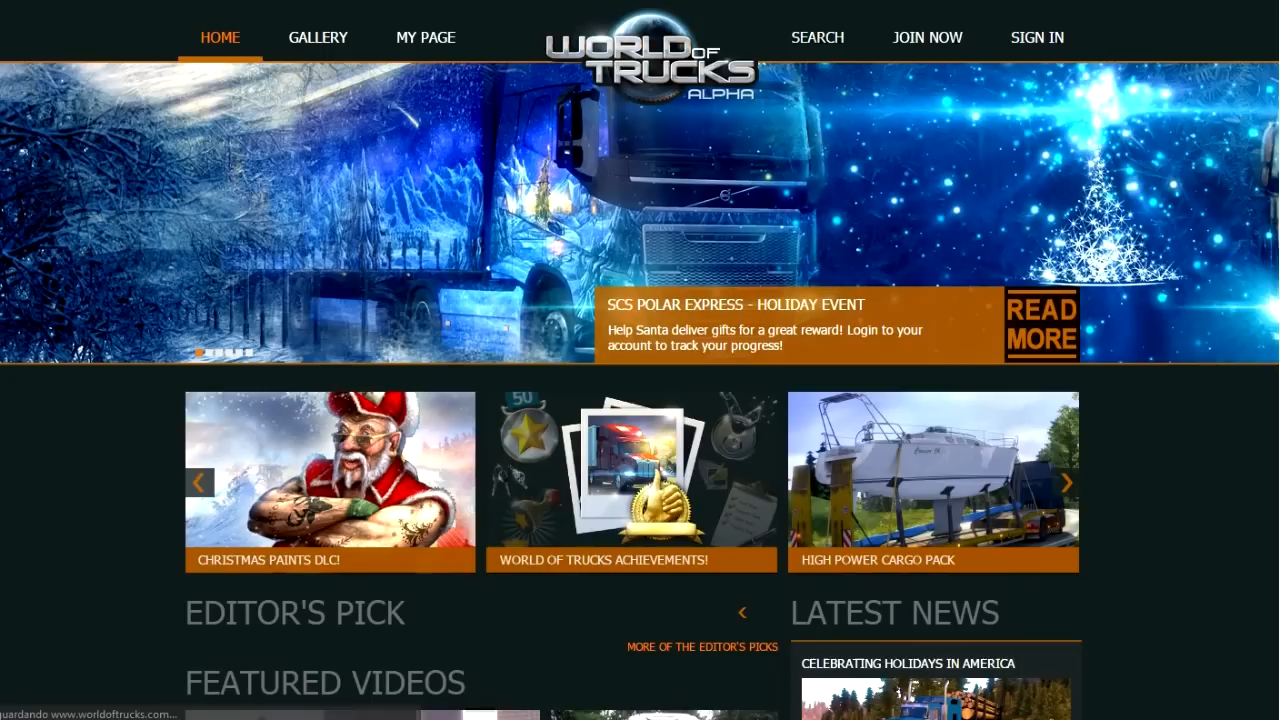 HOME
GALLERY
MY PAGE
WORLD OF
TRUCKS
ALPHA
SEARCH
JOIN NOW
SIGN IN
SCS POLAR EXPRESS - HOLIDAY EVENT
Help Santa deliver gifts for a great reward! Login to your
account to track your progress!
READ
MORE
50
CHRISTMAS PAINTS DLC!
WORLD OF TRUCKS ACHIEVEMENTS!
HIGH POWER CARGO PACK
EDITOR'S PICK
MORE OF THE EDITOR'S PICKS
FEATURED VIDEOS
LATEST NEWS
CELEBRATING HOLIDAYS IN AMERICA
uardando www.worldoftrucks.com...